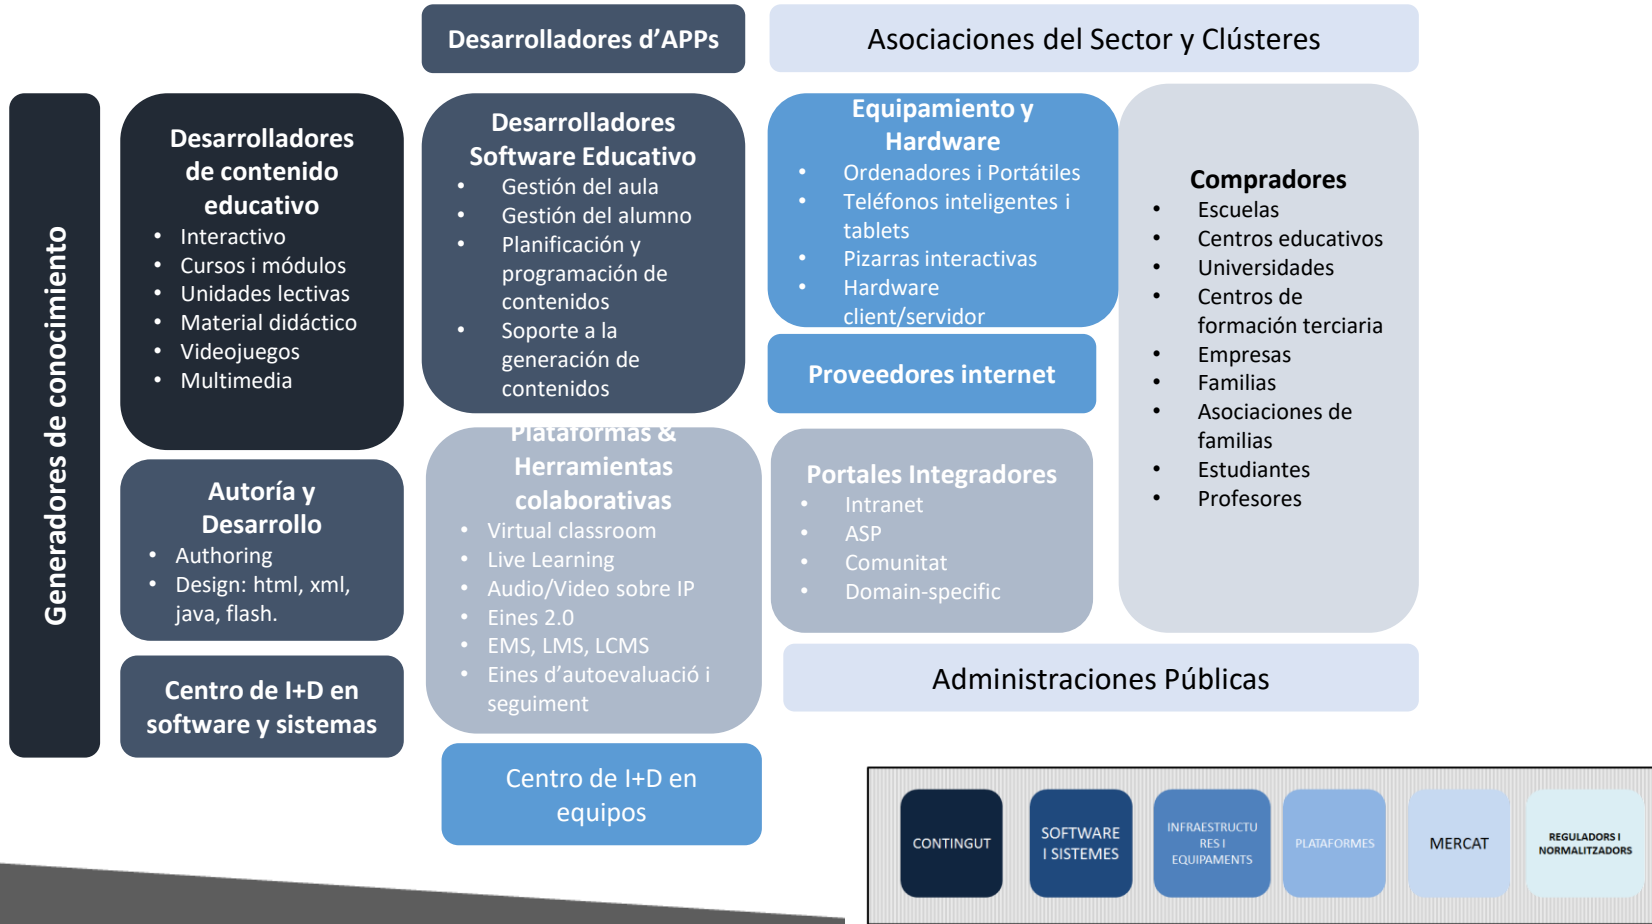 Desarrolladores d'APPs
Asociaciones del Sector y Clústeres
Generadores de conocimiento
Desarrolladores
de contenido
educativo
• Interactivo
• Cursos i módulos
• Unidades lectivas
• Material didáctico
• Videojuegos
• Multimedia
Autoría y
Desarrollo
• Authoring
• Design: html, xml,
java, flash.
Centro de I+D en
software y sistemas
Desarrolladores
Software Educativo
• Gestión del aula
• Gestión del alumno
• Planificación y
programación de
contenidos
• Soporte a la
generación de
contenidos
Plataformas &
Herramientas
colaborativas
• Virtual classroom
• Live Learning
• Audio/Video sobre IP
• Eines 2.0
• EMS, LMS, LCMS
• Eines d'autoevaluació i
seguiment
Centro de I+D en
equipos
Equipamiento y
Hardware
• Ordenadores i Portátiles
• Teléfonos inteligentes i
tablets
• Pizarras interactivas
• Hardware
client/servidor
Proveedores internet
Portales Integradores
• Intranet
• ASP
• Comunitat
• Domain-specific
Compradores
• Escuelas
• Centros educativos
• Universidades
• Centros de
formación terciaria
• Empresas
• Familias
• Asociaciones de
familias
• Estudiantes
• Profesores
Administraciones Públicas
CONTINGUT
SOFTWARE
I SISTEMES
INFRAESTRUCTU
RES I
EQUIPAMENTS
PLATAFORMES
MERCAT
REGULADORS I
NORMALITZADORS